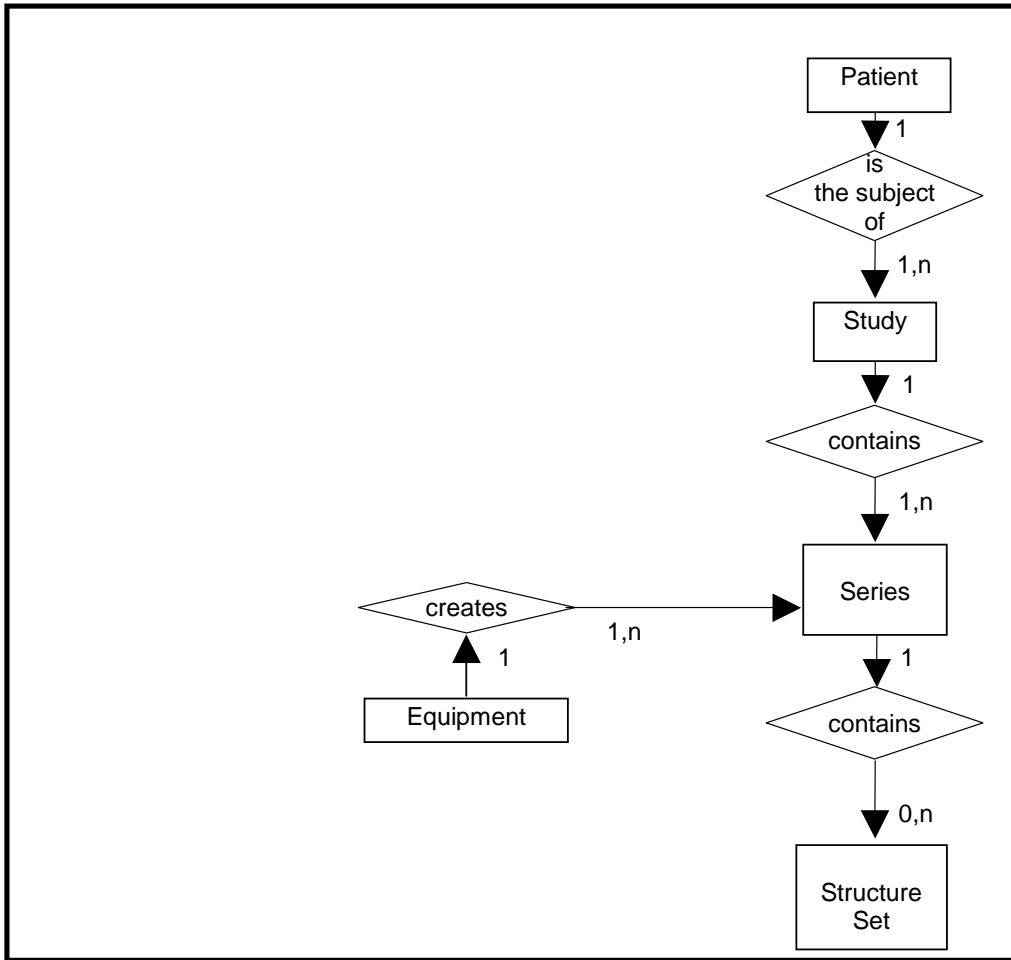 Patient
1
is
the subject
of
1,n
Study
1
contains
1,n
Series
creates
1,n
1
Equipment
1
contains
0,n
Structure
Set